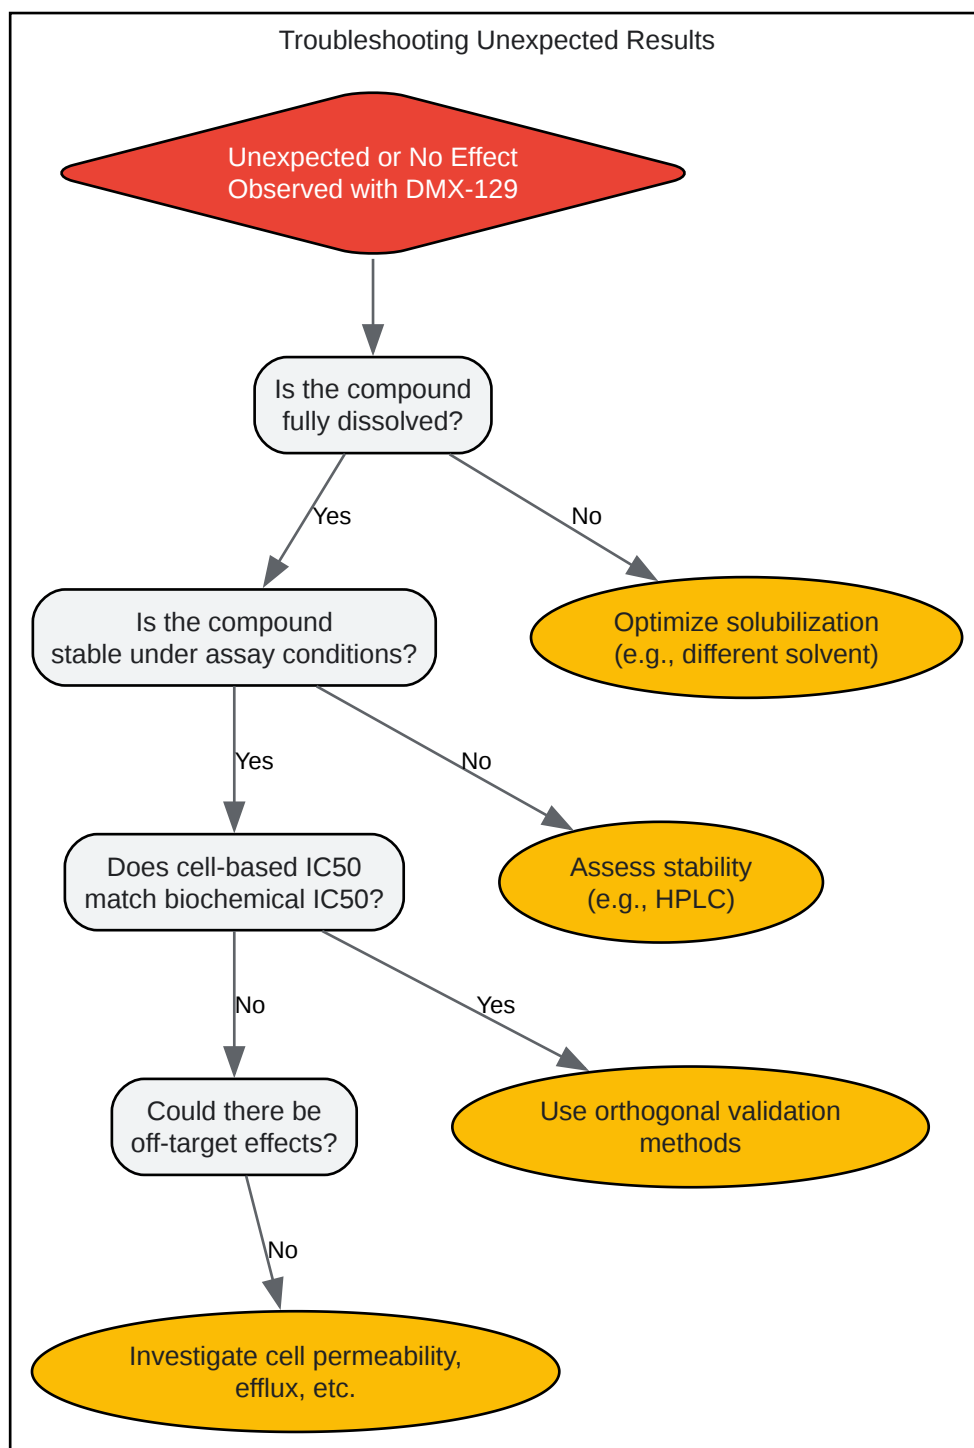 Troubleshooting Unexpected Results
Unexpected or No Effect
Observed with DMX-129
Is the compound
fully dissolved?
Yes
No
Is the compound
stable under assay conditions?
Optimize solubilization
(e.g., different solvent)
Yes
No
Does cell-based IC50
match biochemical IC50?
Assess stability
(e.g., HPLC)
No
Yes
Could there be
off-target effects?
Use orthogonal validation
methods
No
Investigate cell permeability,
efflux, etc.